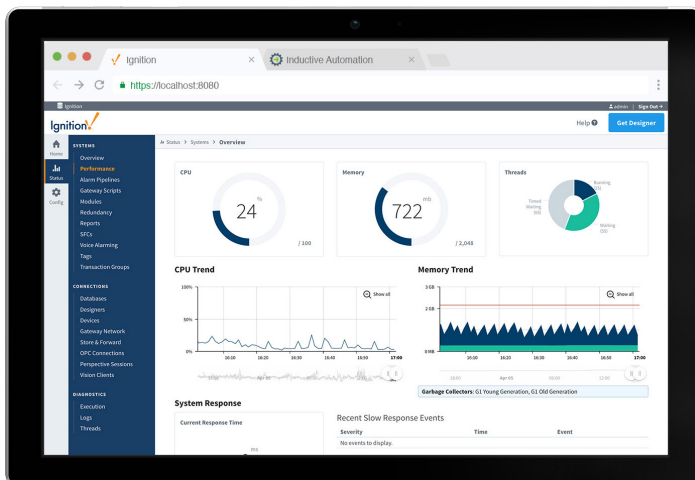 Ignition
Inductive Automation
https://localhost:8080
Ignition
admin | Sign Out
Ignition!
Help
Get Designer
Home
Status
Config
SYSTEMS
Overview
Performance
Alarm Pipelines
Gateway Scripts
Modules
Redundancy
Reports
SFCs
Voice Alarming
Tags
Transaction Groups
CONNECTIONS
Databases
Designers
Devices
Gateway Network
Store & Forward
OPC Connections
Perspective Sessions
Vision Clients
DIAGNOSTICS
Execution
Logs
Threads
Status > Systems > Overview
CPU
24 %
/ 100
Memory
722 mb
/ 2,048
Threads
Running
Timed Waiting
Waiting
CPU Trend
Show all
100%
50%
0%
16:10 16:20 16:30 16:40 16:50 17:00
Memory Trend
Show all
3 GB
2 GB
0 MB
16:00 16:20 16:30 16:40 16:50 17:00
Apr 05
Garbage Collectors: G1 Young Generation, G1 Old Generation
System Response
Current Response Time
ms
Recent Slow Response Events
Severity Time Event
No events to display.